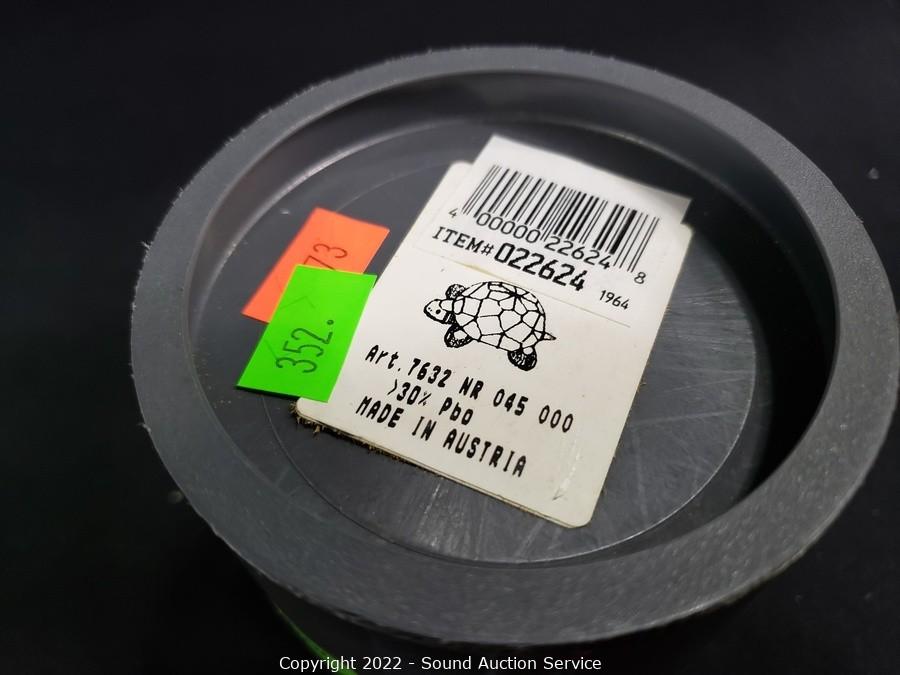 4 00000 22624 8
ITEM# 022624
1964
73
352.
Art. 7632 NR 045 000
>30% PbO
MADE IN AUSTRIA
Copyright 2022 - Sound Auction Service